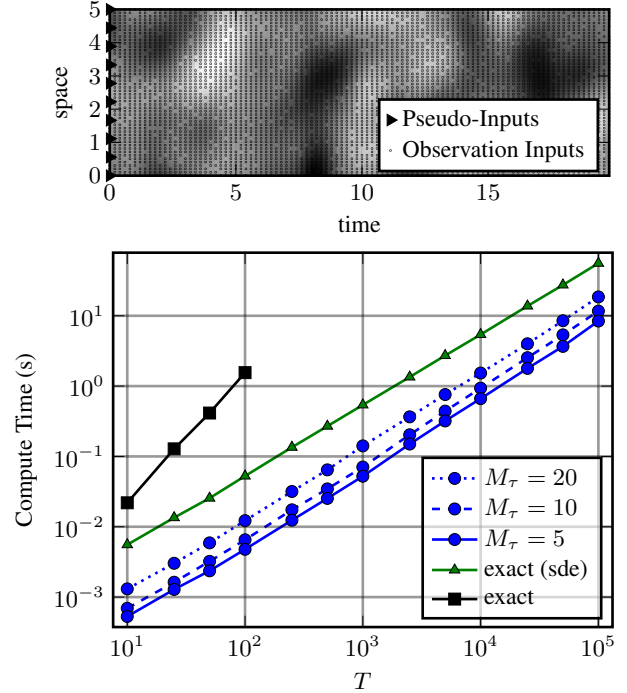 5
4
3
2
1
0
space
Pseudo-Inputs
Observation Inputs
0
5
10
15
time
10^1
10^0
10^{-1}
10^{-2}
10^{-3}
Compute Time (s)
M_τ = 20
M_τ = 10
M_τ = 5
exact (sde)
exact
10^1
10^2
10^3
10^4
10^5
T